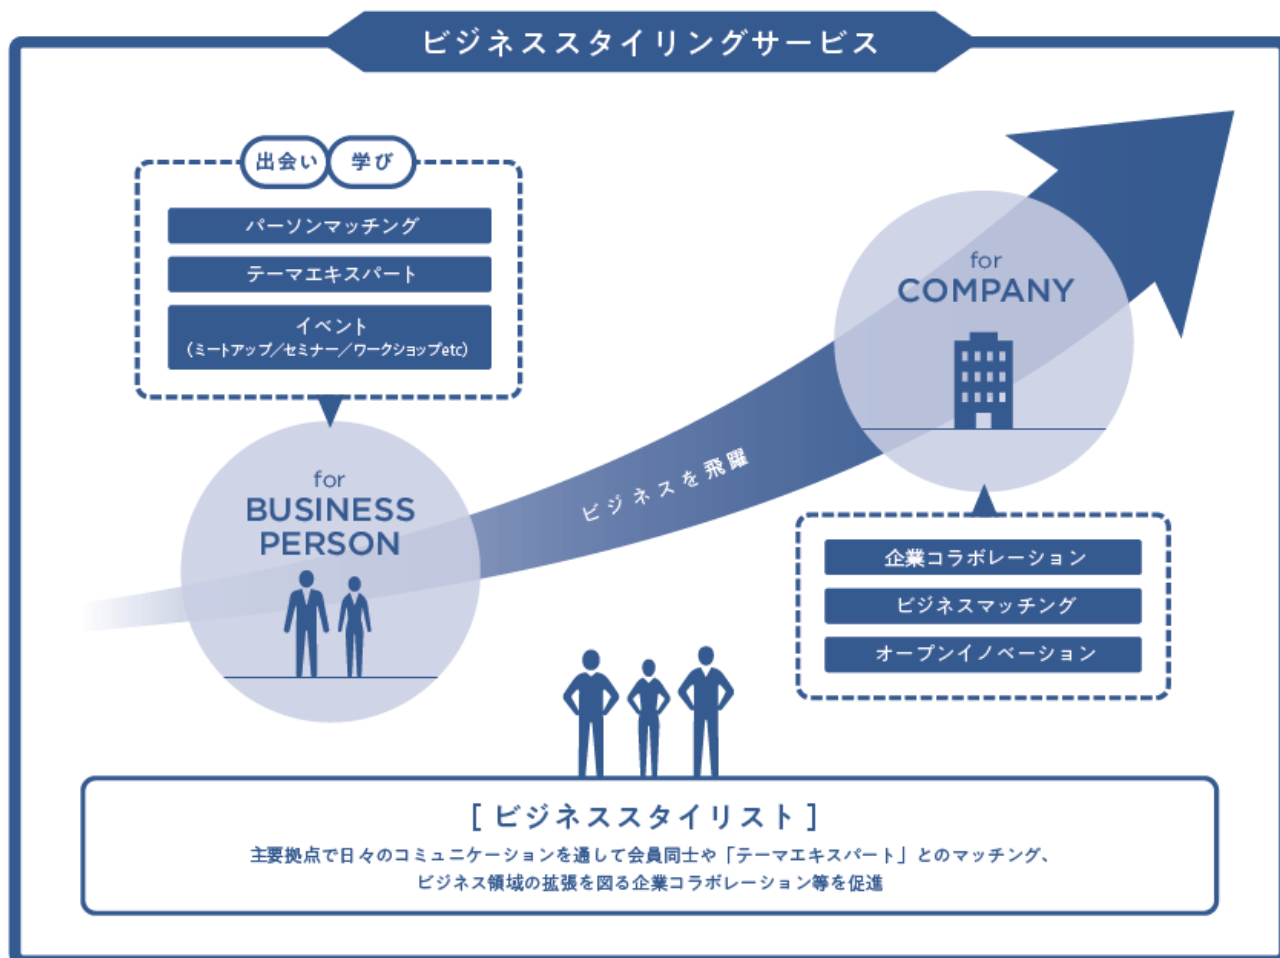 ビジネススタイリングサービス
出会い 学び
パーソンマッチング
テーマエキスパート
イベント
（ミートアップ／セミナー／ワークショップetc）
for
BUSINESS
PERSON
ビジネスを飛躍
for
COMPANY
企業コラボレーション
ビジネスマッチング
オープンイノベーション
［ ビジネススタイリスト ］
主要拠点で日々のコミュニケーションを通して会員同士や「テーマエキスパート」とのマッチング、
ビジネス領域の拡張を図る企業コラボレーション等を促進